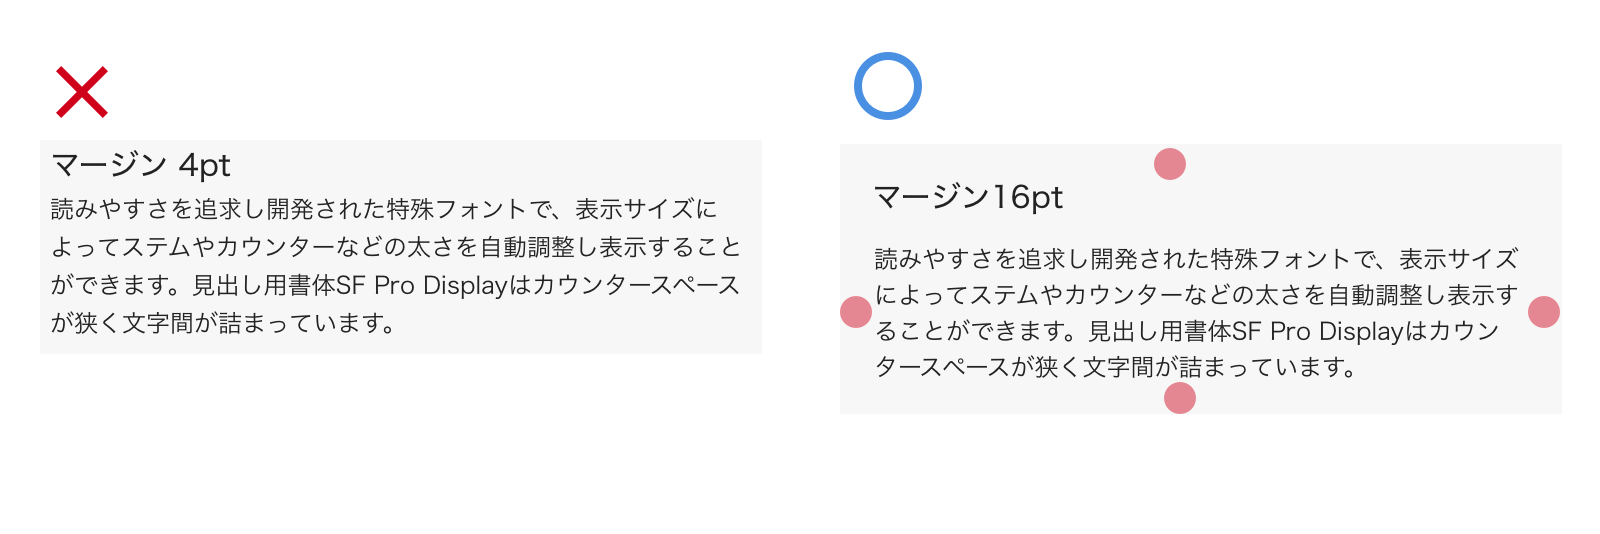 マージン 4pt
読みやすさを追求し開発された特殊フォントで、表示サイズに
よってステムやカウンターなどの太さを自動調整し表示すること
ができます。見出し用書体SF Pro Displayはカウンタースペース
が狭く文字間が詰まっています。
マージン16pt
読みやすさを追求し開発された特殊フォントで、表示サイズ
によってステムやカウンターなどの太さを自動調整し表示す
ることができます。見出し用書体SF Pro Displayはカウン
タースペースが狭く文字間が詰まっています。